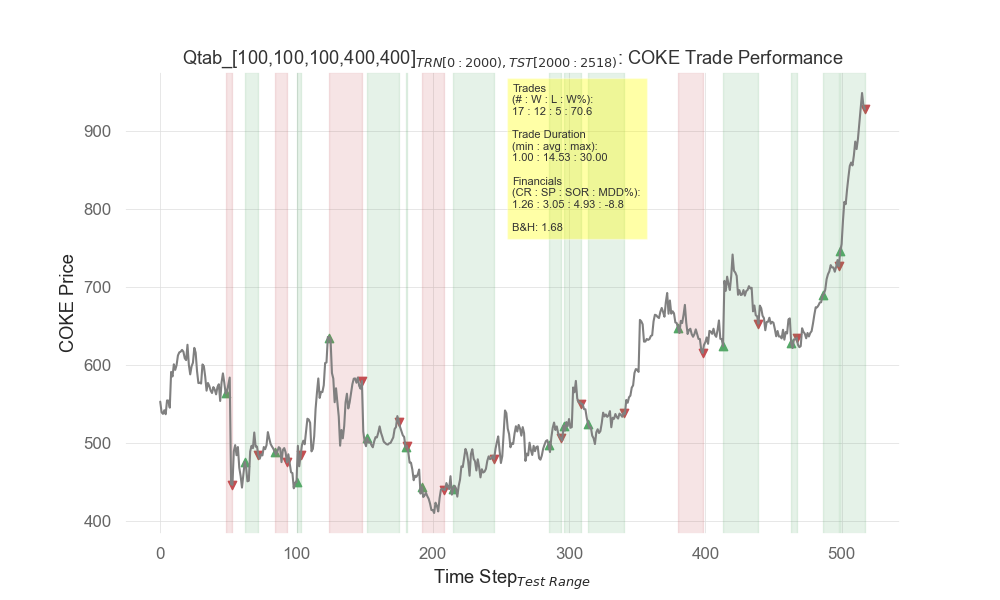 Qtab_[100,100,100,400,400]TRN[0 : 2000), TST[2000 : 2518): COKE Trade Performance
Trades
(# : W : L : W%):
17 : 12 : 5 : 70.6
Trade Duration
(min : avg : max):
1.00 : 14.53 : 30.00
Financials
(CR : SP : SOR : MDD%):
1.26 : 3.05 : 4.93 : -8.8
B&H: 1.68
COKE Price
900
800
700
600
500
400
0 100 200 300 400 500
Time Step Test Range